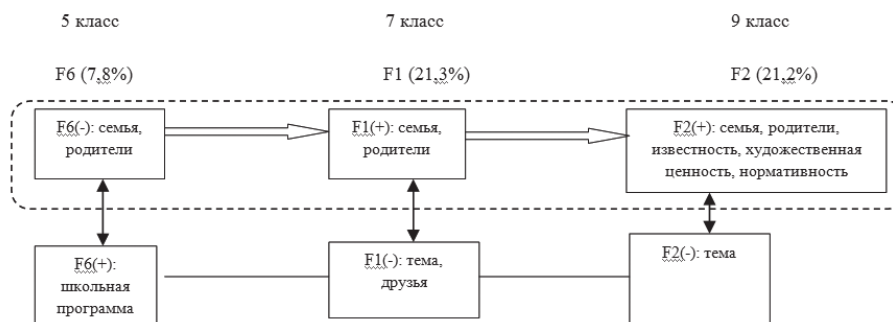 5 класс 7 класс 9 класс
F6 (7,8%) F1 (21,3%) F2 (21,2%)
F6(-): семья,
родители
F1(+): семья,
родители
F2(+): семья, родители,
известность, художественная
ценность, нормативность
F6(+):
школьная
программа
F1(-): тема,
друзья
F2(-): тема